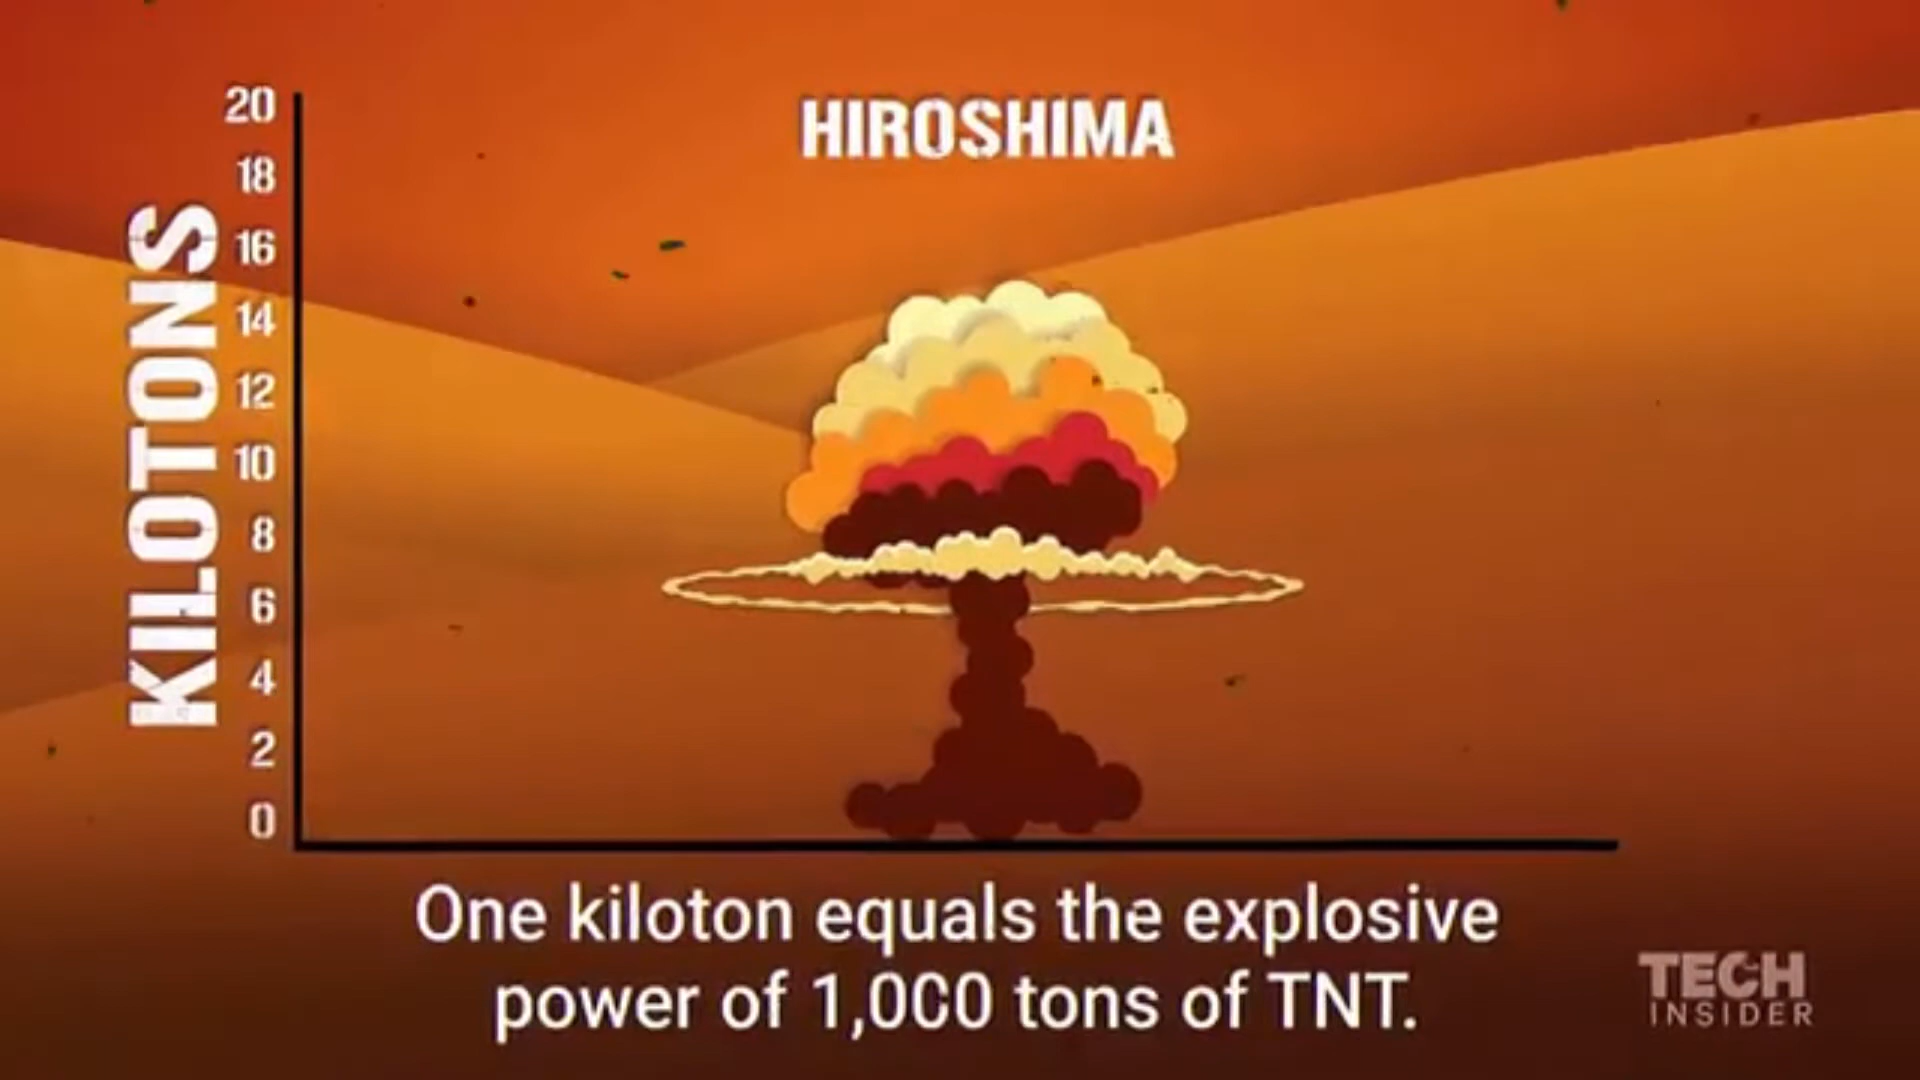 HIROSHIMA
KILOTONS
20
18
16
14
12
10
8
6
4
2
0
One kiloton equals the explosive
power of 1,000 tons of TNT.
TECH
INSIDER